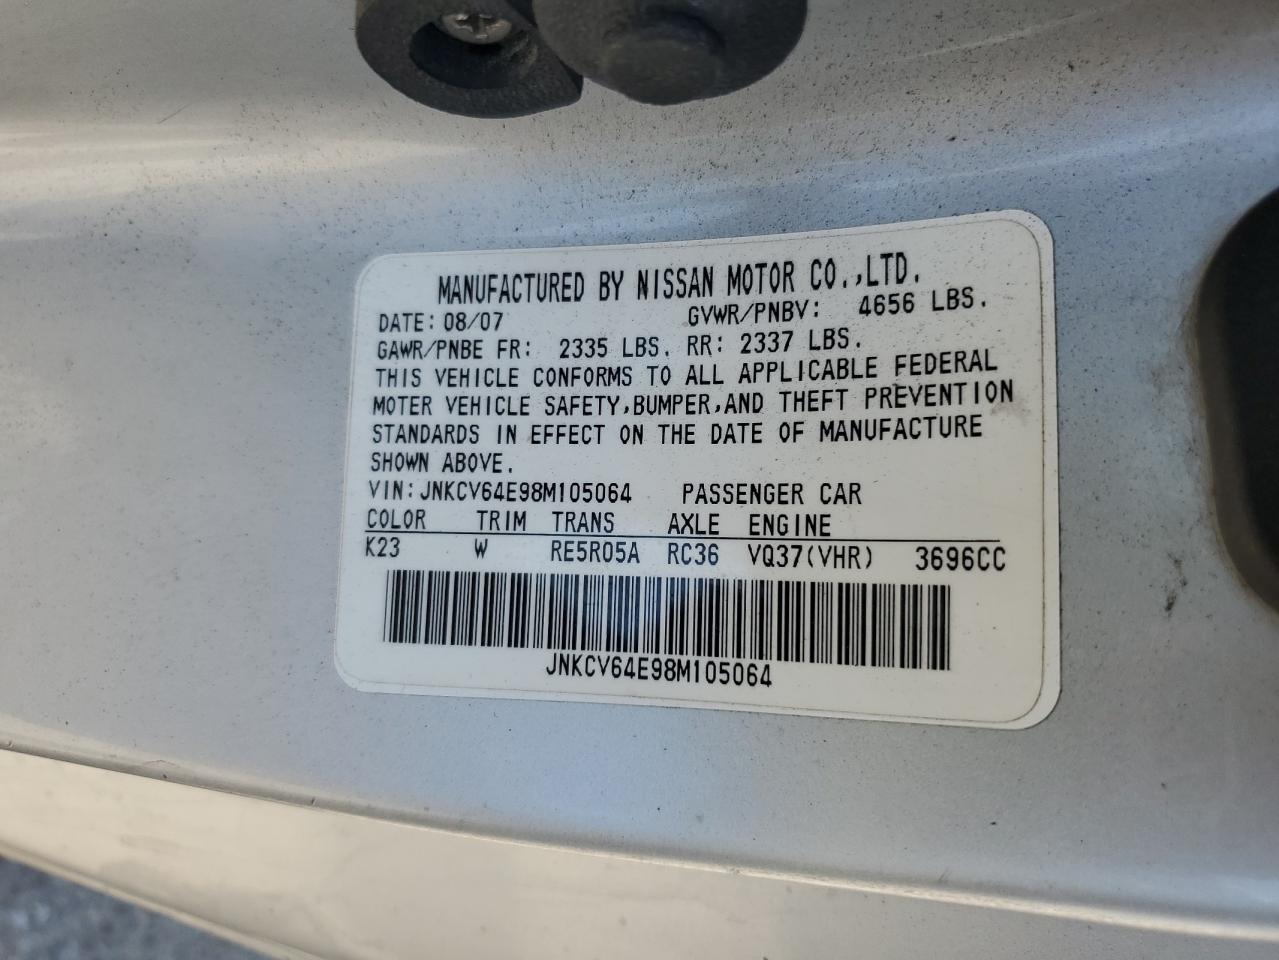 MANUFACTURED BY NISSAN MOTOR CO.,LTD.
DATE: 08/07 GVWR/PNBV: 4656 LBS.
GAWR/PNBE FR: 2335 LBS. RR: 2337 LBS.
THIS VEHICLE CONFORMS TO ALL APPLICABLE FEDERAL
MOTER VEHICLE SAFETY,BUMPER,AND THEFT PREVENTION
STANDARDS IN EFFECT ON THE DATE OF MANUFACTURE
SHOWN ABOVE.
VIN: JNKCV64E98M105064 PASSENGER CAR
COLOR TRIM TRANS AXLE ENGINE
K23 W RE5R05A RC36 VQ37(VHR) 3696CC
JNKCV64E98M105064